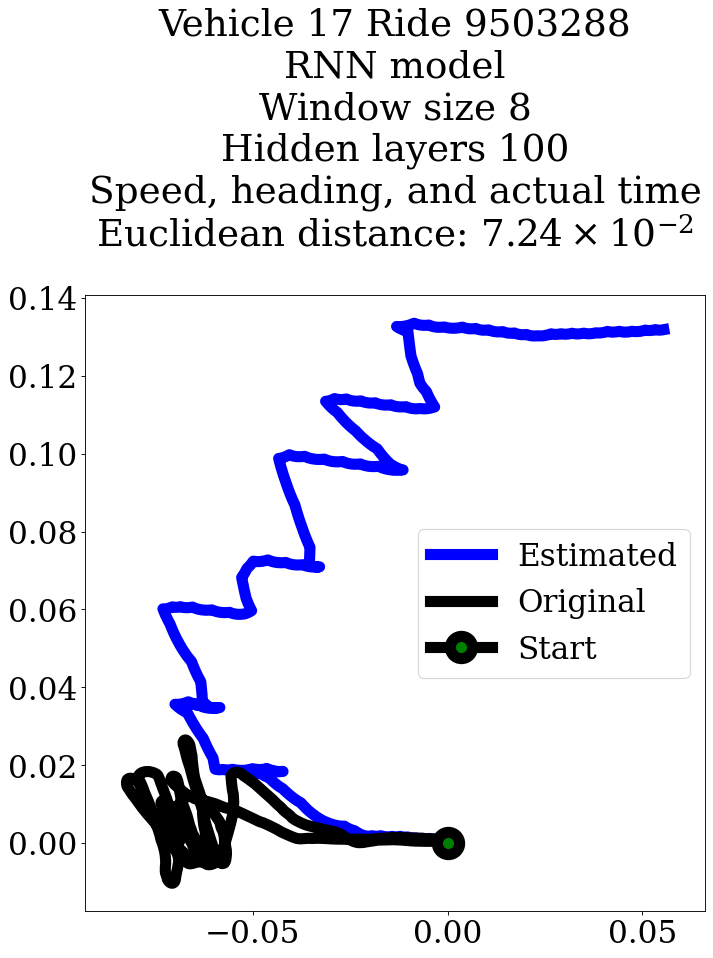 Vehicle 17 Ride 9503288
RNN model
Window size 8
Hidden layers 100
Speed, heading, and actual time
Euclidean distance: 7.24 × 10⁻²
0.14
0.12
0.10
0.08
0.06
0.04
0.02
0.00
Estimated
Original
Start
−0.05 0.00 0.05